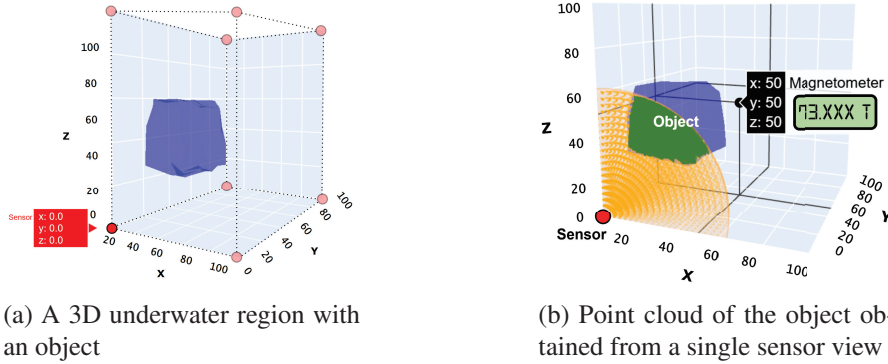 100
80
60
40
20
0
Z
Sensor
x: 0.0
y: 0.0
z: 0.0
20
40
60
80
100
X
0
20
40
60
80
100
Y
100
80
60
40
20
0
Z
Object
x: 50
y: 50
z: 50
Magnetometer
73.XXX T
Sensor
20
40
60
80
100
X
100
80
60
40
20
0
Y
(a) A 3D underwater region with
an object
(b) Point cloud of the object ob-
tained from a single sensor view